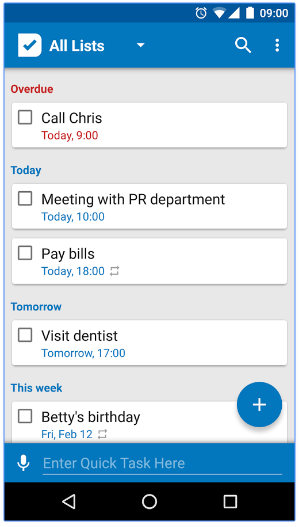 09:00
All Lists
Overdue
Call Chris
Today, 9:00
Today
Meeting with PR department
Today, 10:00
Pay bills
Today, 18:00
Tomorrow
Visit dentist
Tomorrow, 17:00
This week
Betty's birthday
Fri, Feb 12
Enter Quick Task Here